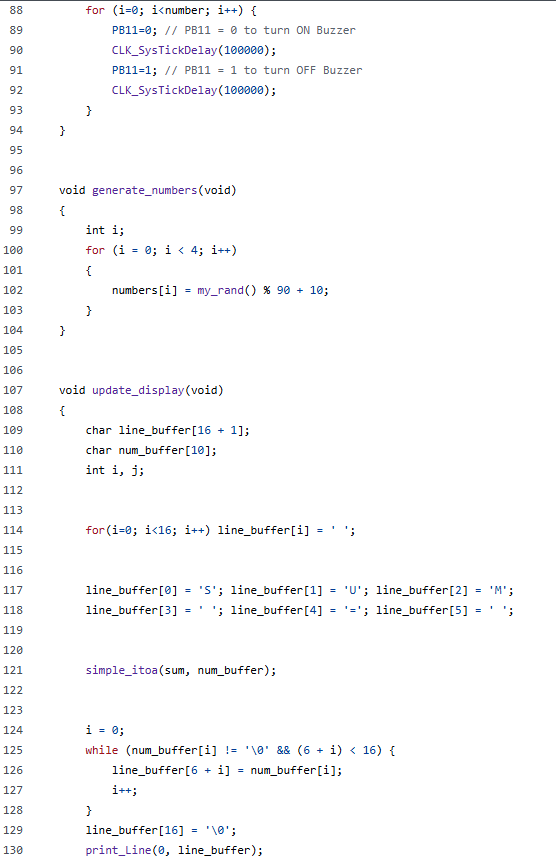 88 for (i=0; i<number; i++) {
89 PB11=0; // PB11 = 0 to turn ON Buzzer
90 CLK_SysTickDelay(100000);
91 PB11=1; // PB11 = 1 to turn OFF Buzzer
92 CLK_SysTickDelay(100000);
93 }
94 }
95
96
97 void generate_numbers(void)
98 {
99 int i;
100 for (i = 0; i < 4; i++)
101 {
102 numbers[i] = my_rand() % 90 + 10;
103 }
104 }
105
106
107 void update_display(void)
108 {
109 char line_buffer[16 + 1];
110 char num_buffer[10];
111 int i, j;
112
113
114 for(i=0; i<16; i++) line_buffer[i] = ' ';
115
116
117 line_buffer[0] = 'S'; line_buffer[1] = 'U'; line_buffer[2] = 'M';
118 line_buffer[3] = ' '; line_buffer[4] = '='; line_buffer[5] = ' ';
119
120
121 simple_itoa(sum, num_buffer);
122
123
124 i = 0;
125 while (num_buffer[i] != '\0' && (6 + i) < 16) {
126 line_buffer[6 + i] = num_buffer[i];
127 i++;
128 }
129 line_buffer[16] = '\0';
130 print_Line(0, line_buffer);